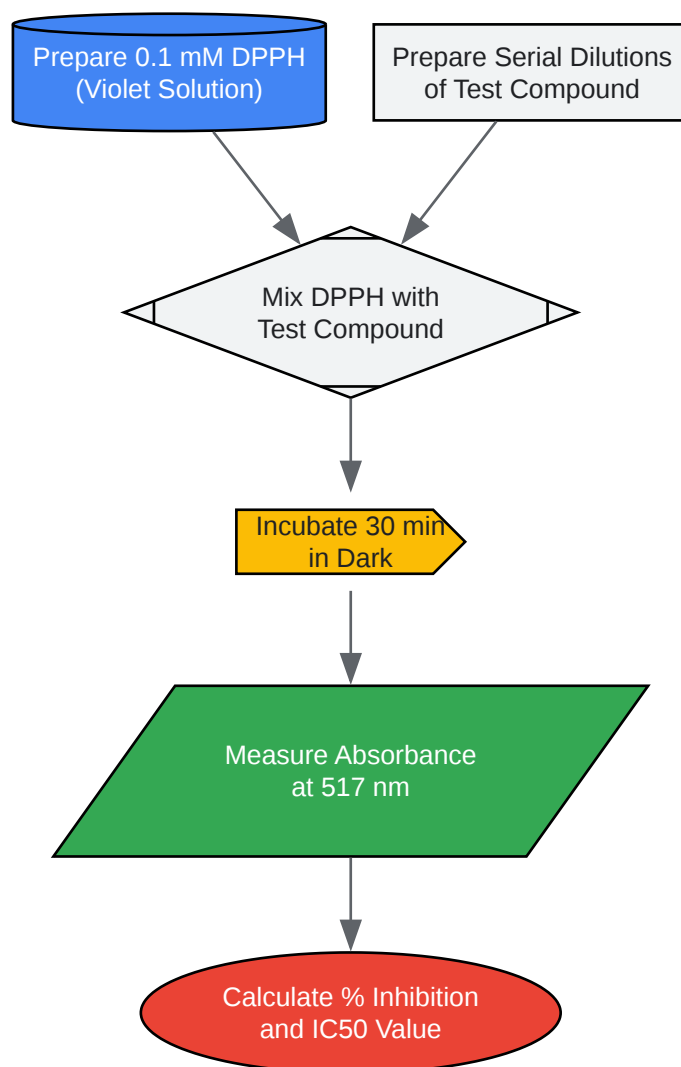 Prepare 0.1 mM DPPH
(Violet Solution)
Prepare Serial Dilutions
of Test Compound
Mix DPPH with
Test Compound
Incubate 30 min
in Dark
Measure Absorbance
at 517 nm
Calculate % Inhibition
and IC50 Value